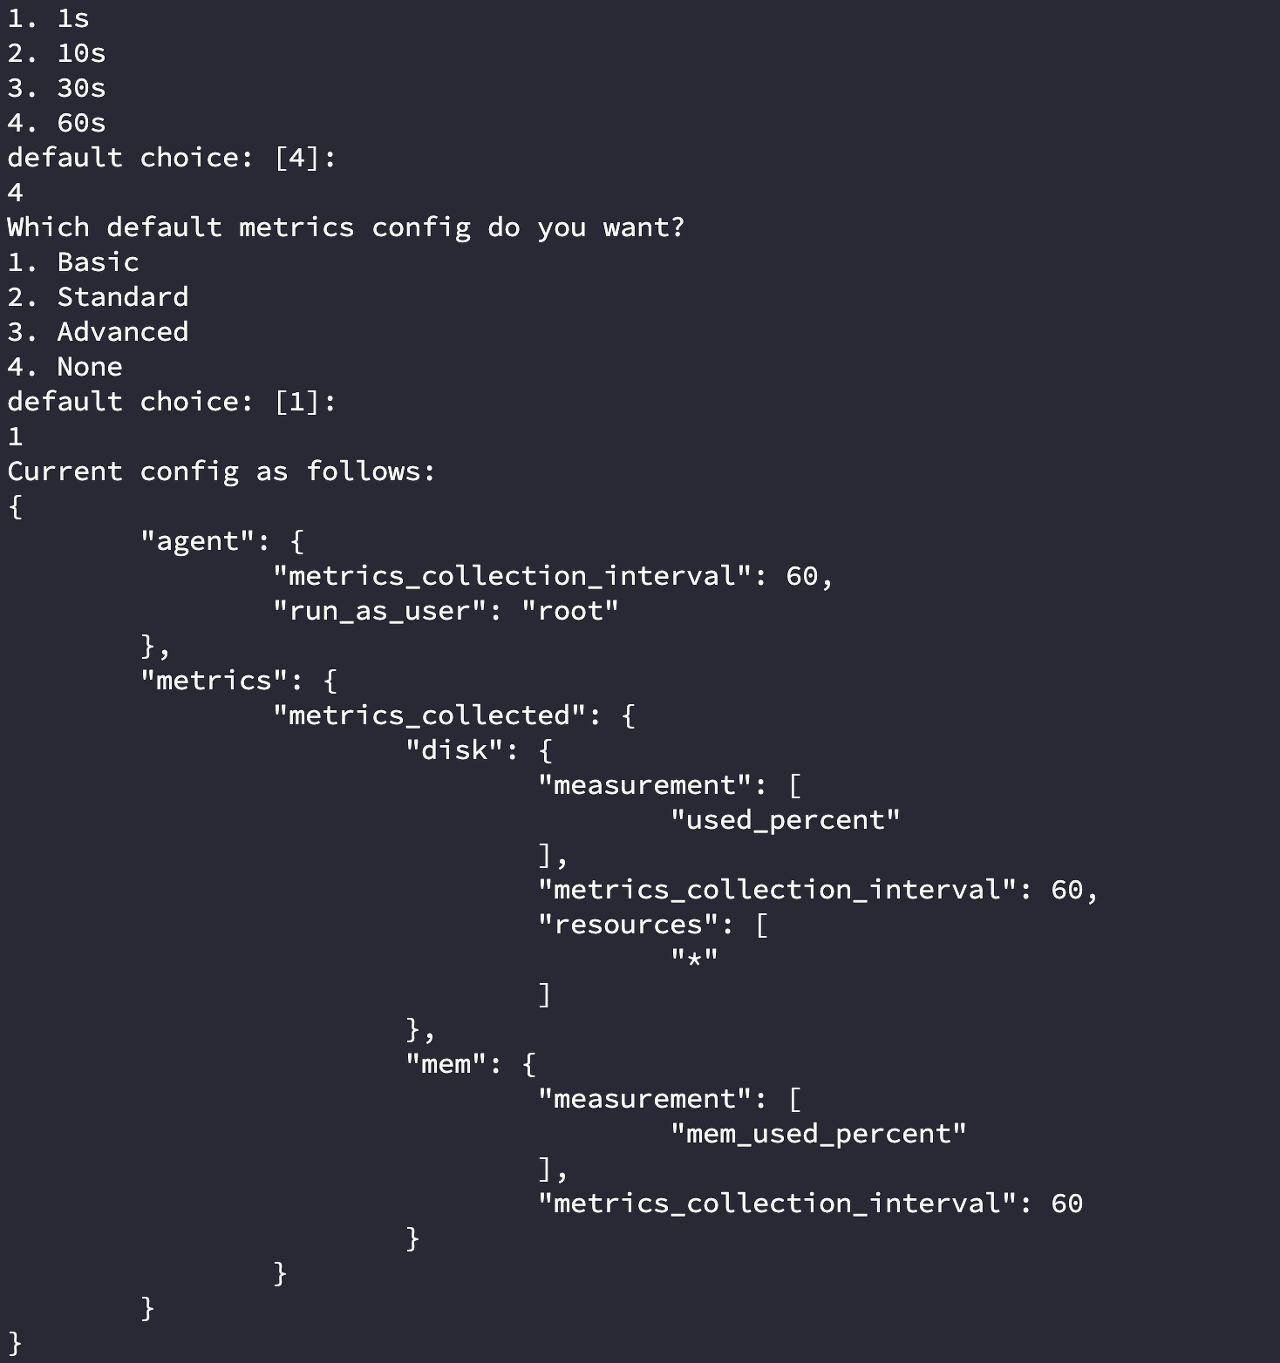 1. 1s
2. 10s
3. 30s
4. 60s
default choice: [4]:
4
Which default metrics config do you want?
1. Basic
2. Standard
3. Advanced
4. None
default choice: [1]:
1
Current config as follows:
{
        "agent": {
                "metrics_collection_interval": 60,
                "run_as_user": "root"
        },
        "metrics": {
                "metrics_collected": {
                        "disk": {
                                "measurement": [
                                        "used_percent"
                                ],
                                "metrics_collection_interval": 60,
                                "resources": [
                                        "*"
                                ]
                        },
                        "mem": {
                                "measurement": [
                                        "mem_used_percent"
                                ],
                                "metrics_collection_interval": 60
                        }
                }
        }
}